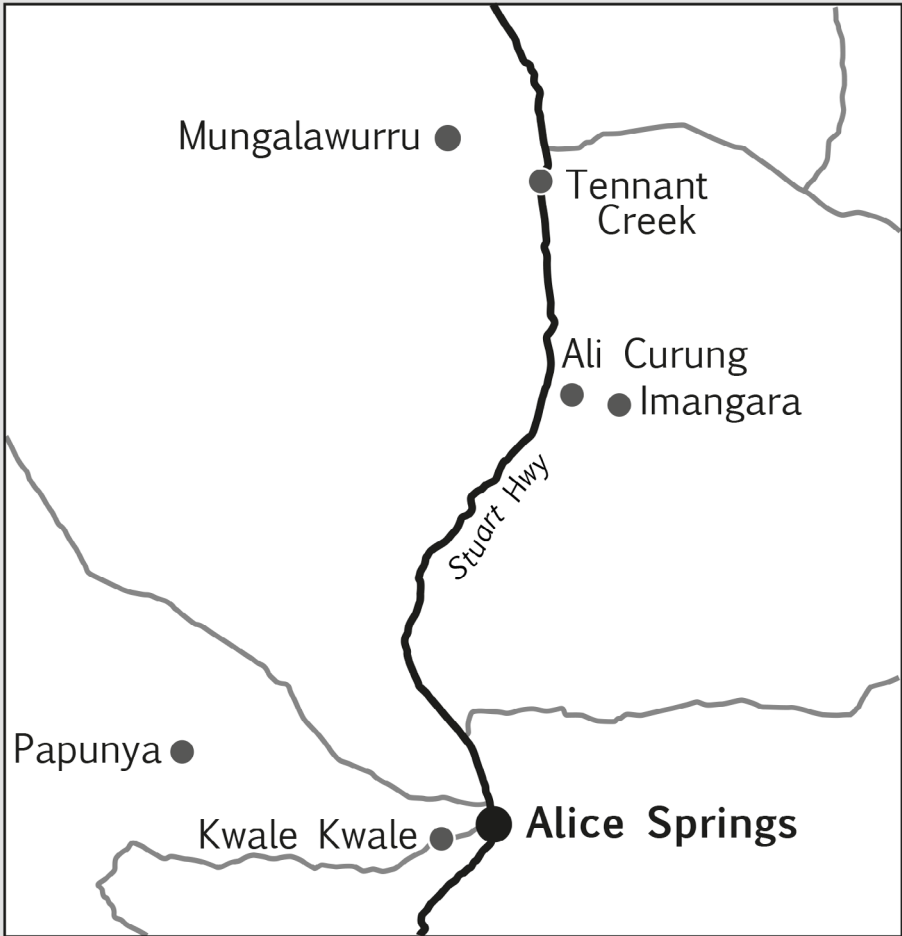 Mungalawurru
Tennant
Creek
Ali Curung
Imangara
Stuart Hwy
Papunya
Kwale Kwale
Alice Springs